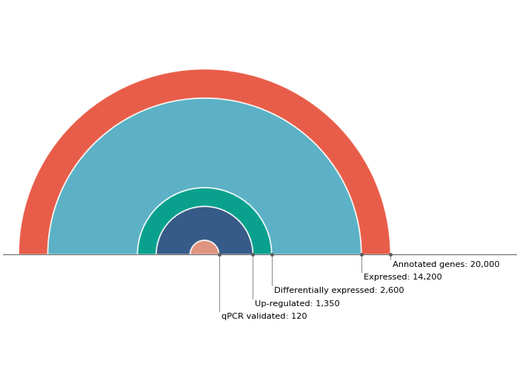 Annotated genes: 20,000
Expressed: 14,200
Differentially expressed: 2,600
Up-regulated: 1,350
qPCR validated: 120